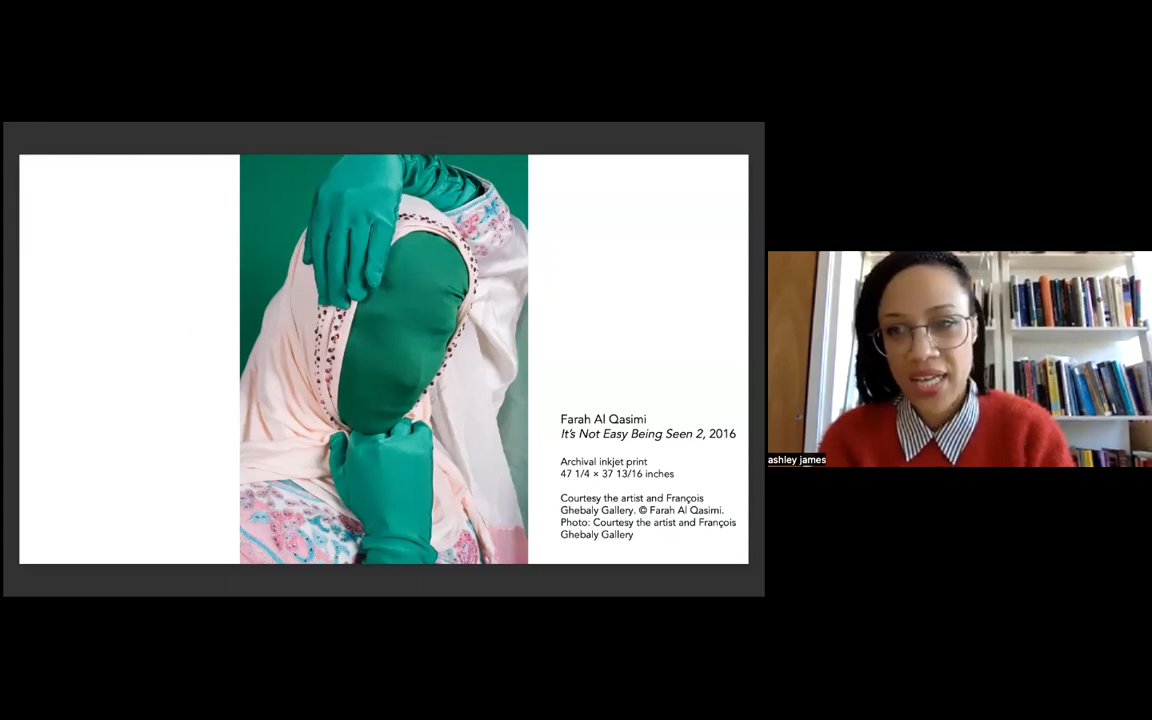 Farah Al Qasimi
It's Not Easy Being Seen 2, 2016
Archival inkjet print
47 1/4 × 37 13/16 inches
Courtesy the artist and François
Ghebaly Gallery. © Farah Al Qasimi.
Photo: Courtesy the artist and François
Ghebaly Gallery
ashley james